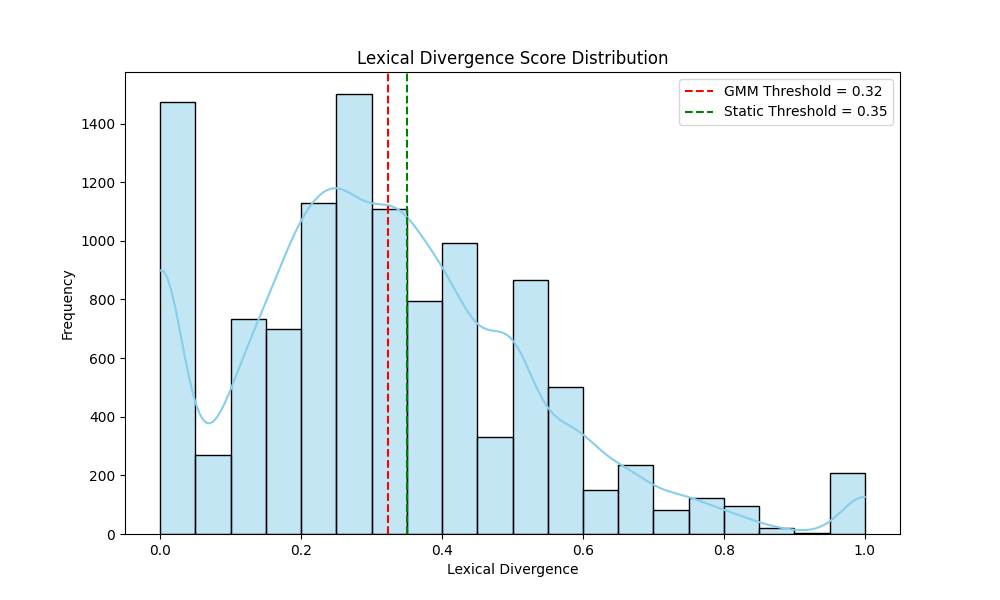 Lexical Divergence Score Distribution
GMM Threshold = 0.32
Static Threshold = 0.35
Frequency
1400
1200
1000
800
600
400
200
0
0.0 0.2 0.4 0.6 0.8 1.0
Lexical Divergence